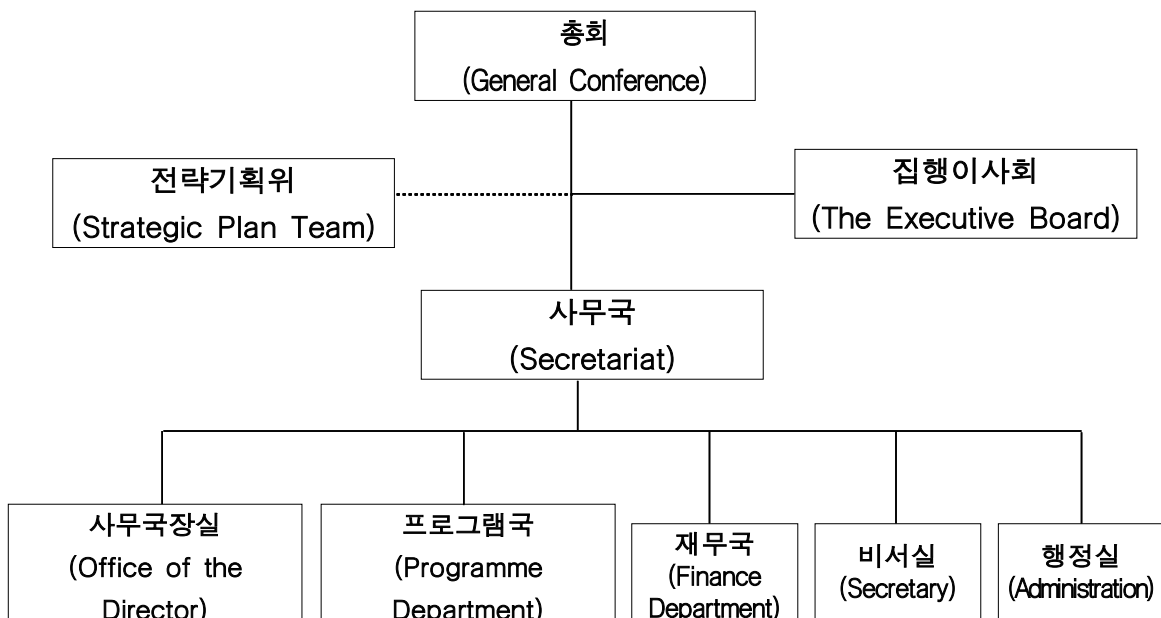 총회
(General Conference)
전략기획위
(Strategic Plan Team)
집행이사회
(The Executive Board)
사무국
(Secretariat)
사무국장실
(Office of the
Director)
프로그램국
(Programme
Department)
재무국
(Finance
Department)
비서실
(Secretary)
행정실
(Administration)